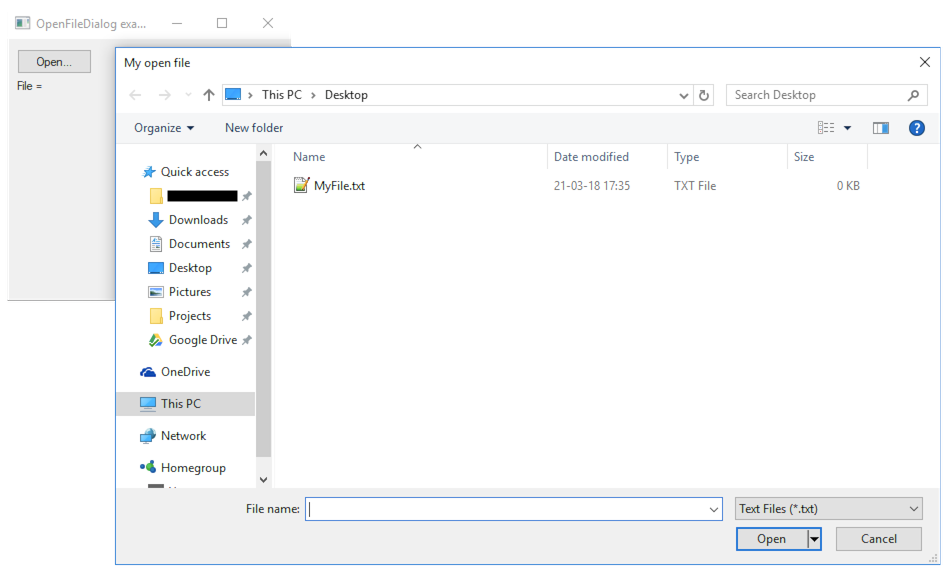 OpenFileDialog exa...
Open...
File =
My open file
This PC > Desktop
Search Desktop
Organize New folder
?
Name Date modified Type Size
MyFile.txt 21-03-18 17:35 TXT File 0 KB
Quick access
Downloads
Documents
Desktop
Pictures
Projects
Google Drive
OneDrive
This PC
Network
Homegroup
File name: Text Files (*.txt)
Open Cancel